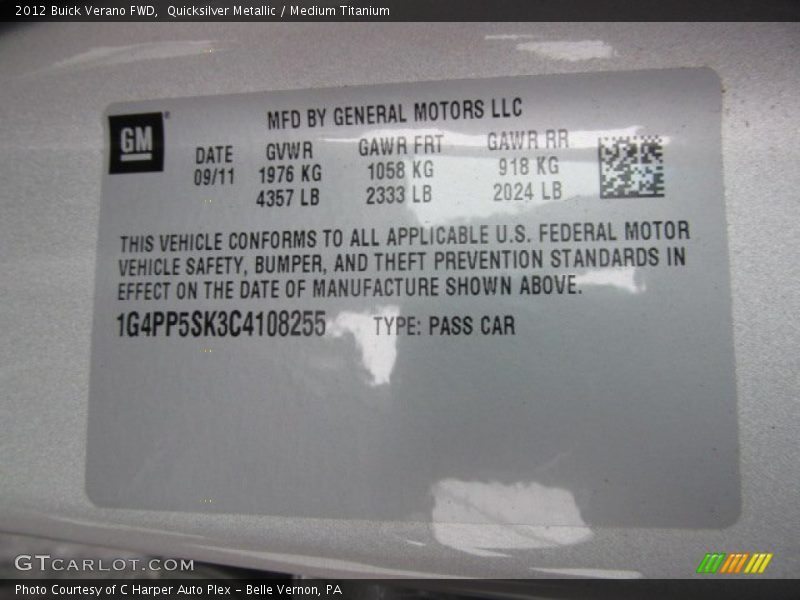 2012 Buick Verano FWD,  Quicksilver Metallic / Medium Titanium
MFD BY GENERAL MOTORS LLC
GM®
DATE GVWR GAWR FRT GAWR RR
09/11 1976 KG 1058 KG 918 KG
4357 LB 2333 LB 2024 LB
THIS VEHICLE CONFORMS TO ALL APPLICABLE U.S. FEDERAL MOTOR
VEHICLE SAFETY, BUMPER, AND THEFT PREVENTION STANDARDS IN
EFFECT ON THE DATE OF MANUFACTURE SHOWN ABOVE.
1G4PP5SK3C4108255 TYPE: PASS CAR
GTCARLOT.COM
Photo Courtesy of C Harper Auto Plex – Belle Vernon, PA